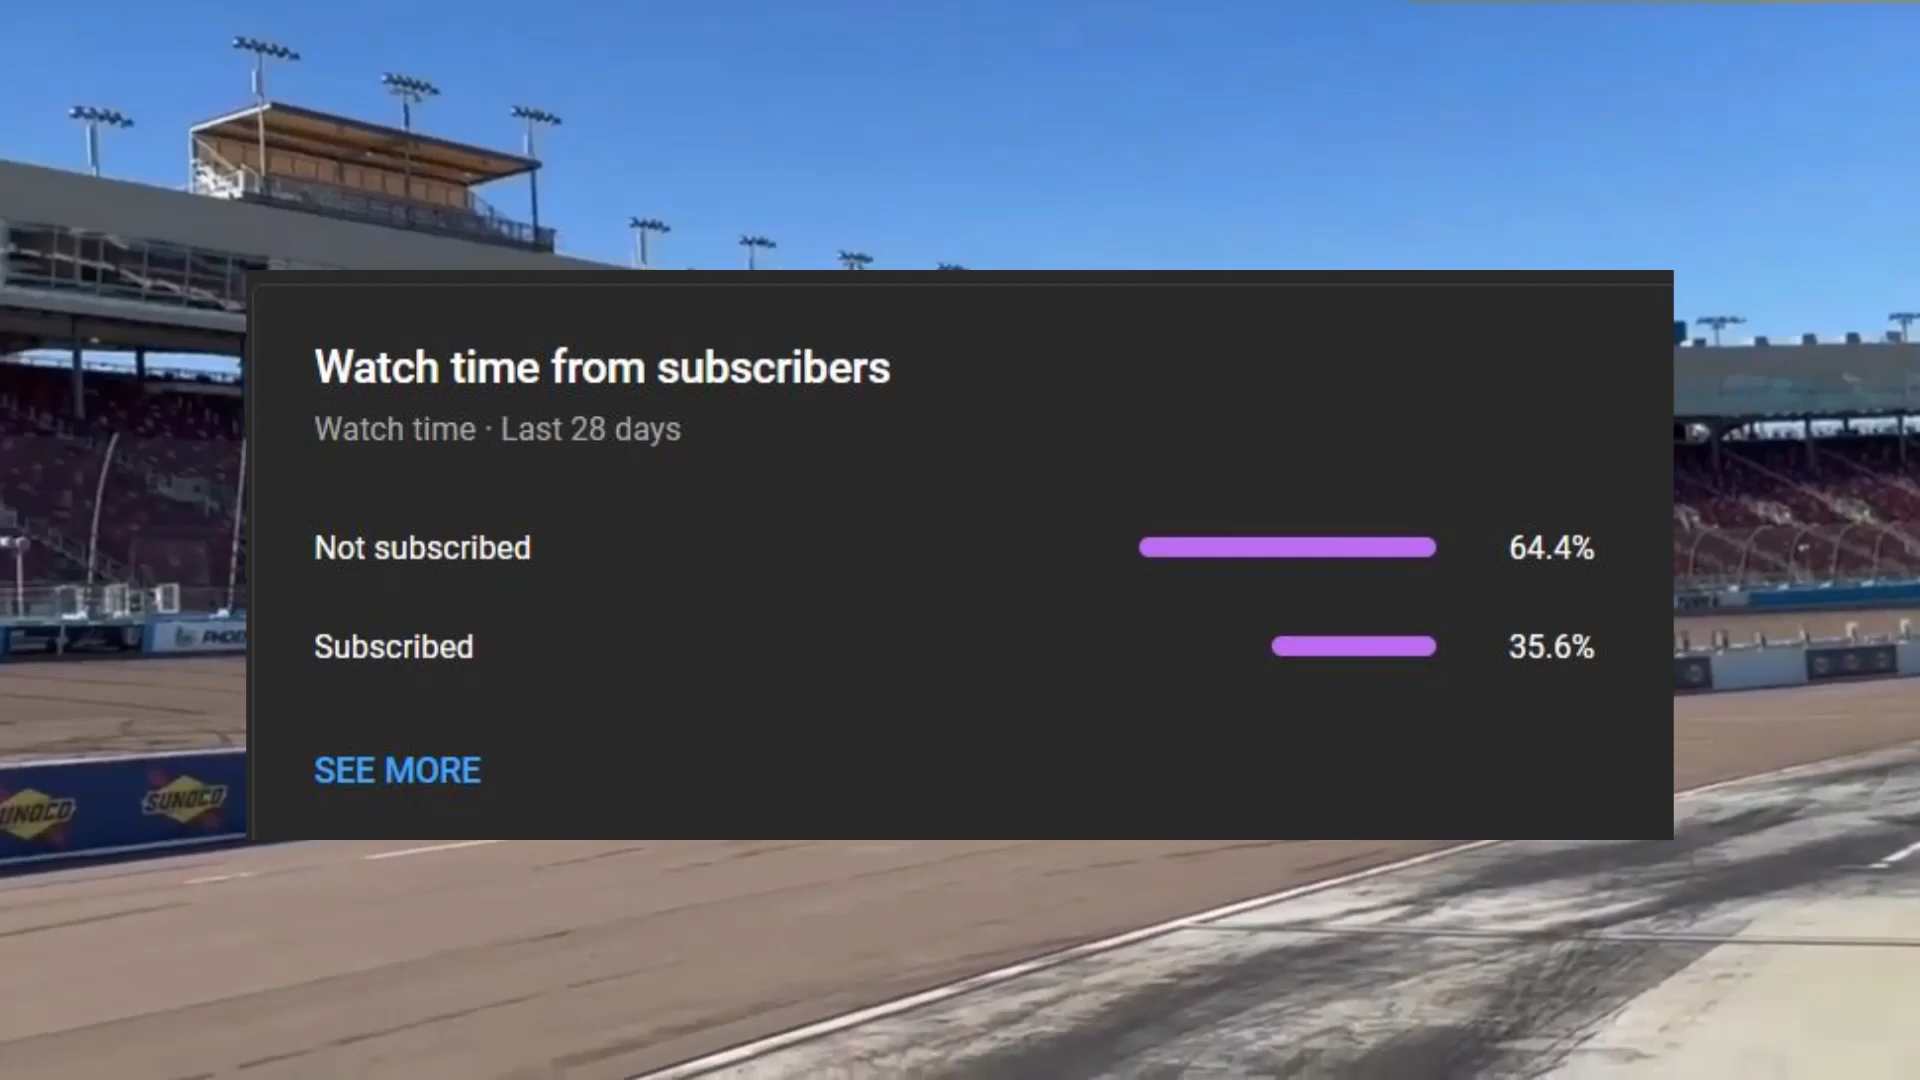 Watch time from subscribers
Watch time · Last 28 days
Not subscribed 64.4%
Subscribed 35.6%
SEE MORE
SUNOCO